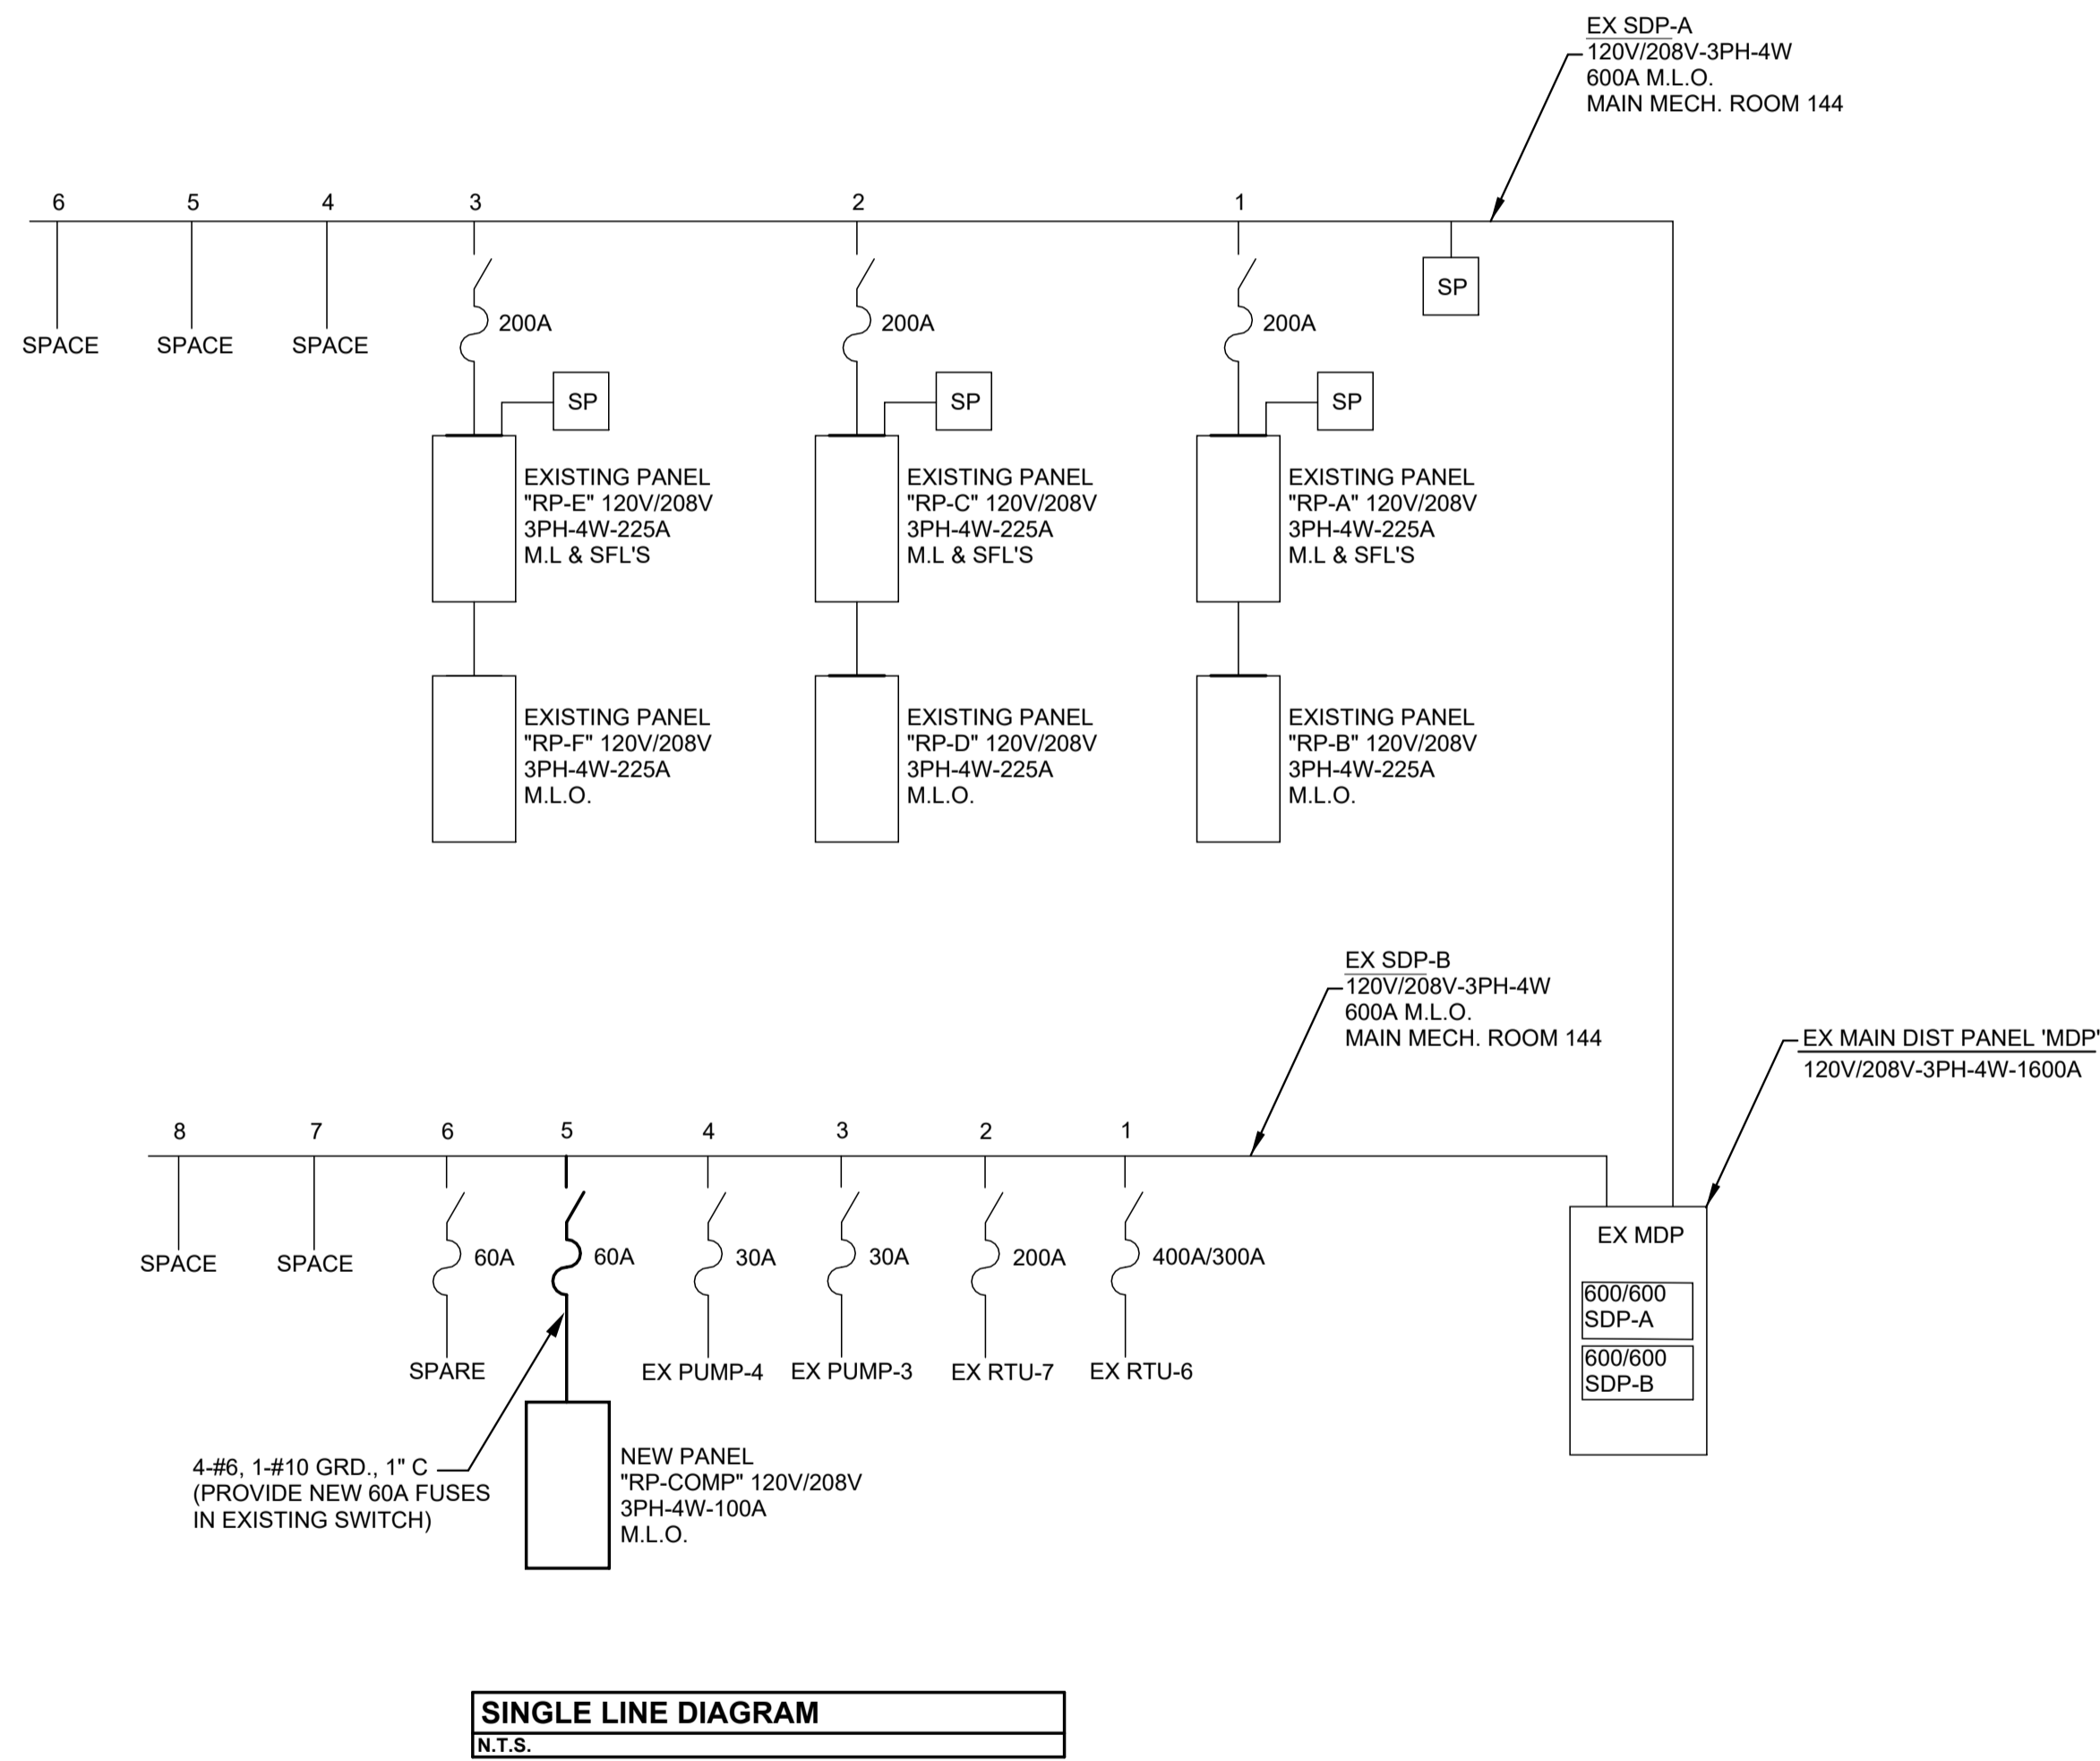 EX SDP-A
120V/208V-3PH-4W
600A M.L.O.
MAIN MECH. ROOM 144
6
5
4
3
2
1
SP
200A
200A
200A
SPACE
SPACE
SPACE
SP
SP
SP
EXISTING PANEL
"RP-E" 120V/208V
3PH-4W-225A
M.L & SFL'S
EXISTING PANEL
"RP-C" 120V/208V
3PH-4W-225A
M.L & SFL'S
EXISTING PANEL
"RP-A" 120V/208V
3PH-4W-225A
M.L & SFL'S
EXISTING PANEL
"RP-F" 120V/208V
3PH-4W-225A
M.L.O.
EXISTING PANEL
"RP-D" 120V/208V
3PH-4W-225A
M.L.O.
EXISTING PANEL
"RP-B" 120V/208V
3PH-4W-225A
M.L.O.
EX SDP-B
120V/208V-3PH-4W
600A M.L.O.
MAIN MECH. ROOM 144
EX MAIN DIST PANEL 'MDP'
120V/208V-3PH-4W-1600A
8
7
6
5
4
3
2
1
SPACE
SPACE
60A
60A
30A
30A
200A
400A/300A
SPARE
EX PUMP-4
EX PUMP-3
EX RTU-7
EX RTU-6
EX MDP
600/600
SDP-A
600/600
SDP-B
4-#6, 1-#10 GRD., 1" C
(PROVIDE NEW 60A FUSES
IN EXISTING SWITCH)
NEW PANEL
"RP-COMP" 120V/208V
3PH-4W-100A
M.L.O.
SINGLE LINE DIAGRAM
N.T.S.